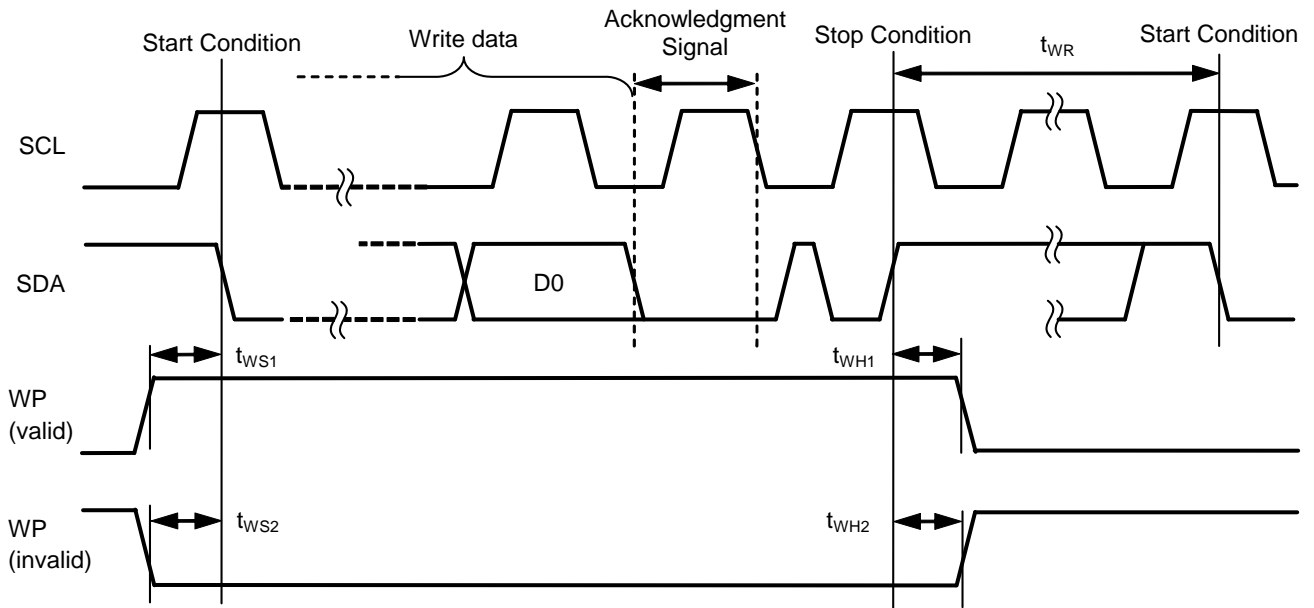 Start Condition
Write data
Acknowledgment
Signal
Stop Condition
tWR
Start Condition
SCL
SDA
D0
tWS1
tWH1
WP
(valid)
tWS2
tWH2
WP
(invalid)